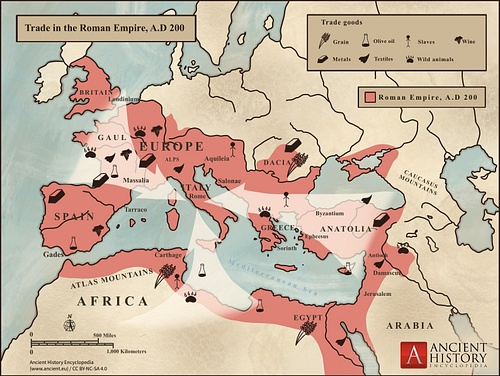 Trade in the Roman Empire, A.D 200
Trade goods
Grain
Olive oil
Slaves
Wine
Metals
Textiles
Wild animals
Roman Empire, A.D 200
BRITAIN
Londinium
GAUL
EUROPE
ALPS
Aquileia
DACIA
CAUCASUS
MOUNTAINS
Massalia
ITALY
Rome
Salonae
SPAIN
Tarraco
Byzantium
GREECE
ANATOLIA
Ephesus
Corinth
Gades
Carthage
Antioch
Damascus
Mediterranean Sea
ATLAS MOUNTAINS
Jerusalem
AFRICA
EGYPT
ARABIA
N
0
500 Miles
0
1,000 Kilometers
Ancient History Encyclopedia
(www.ancient.eu) / CC BY-NC-SA 4.0
A
ANCIENT
HISTORY
ENCYCLOPEDIA